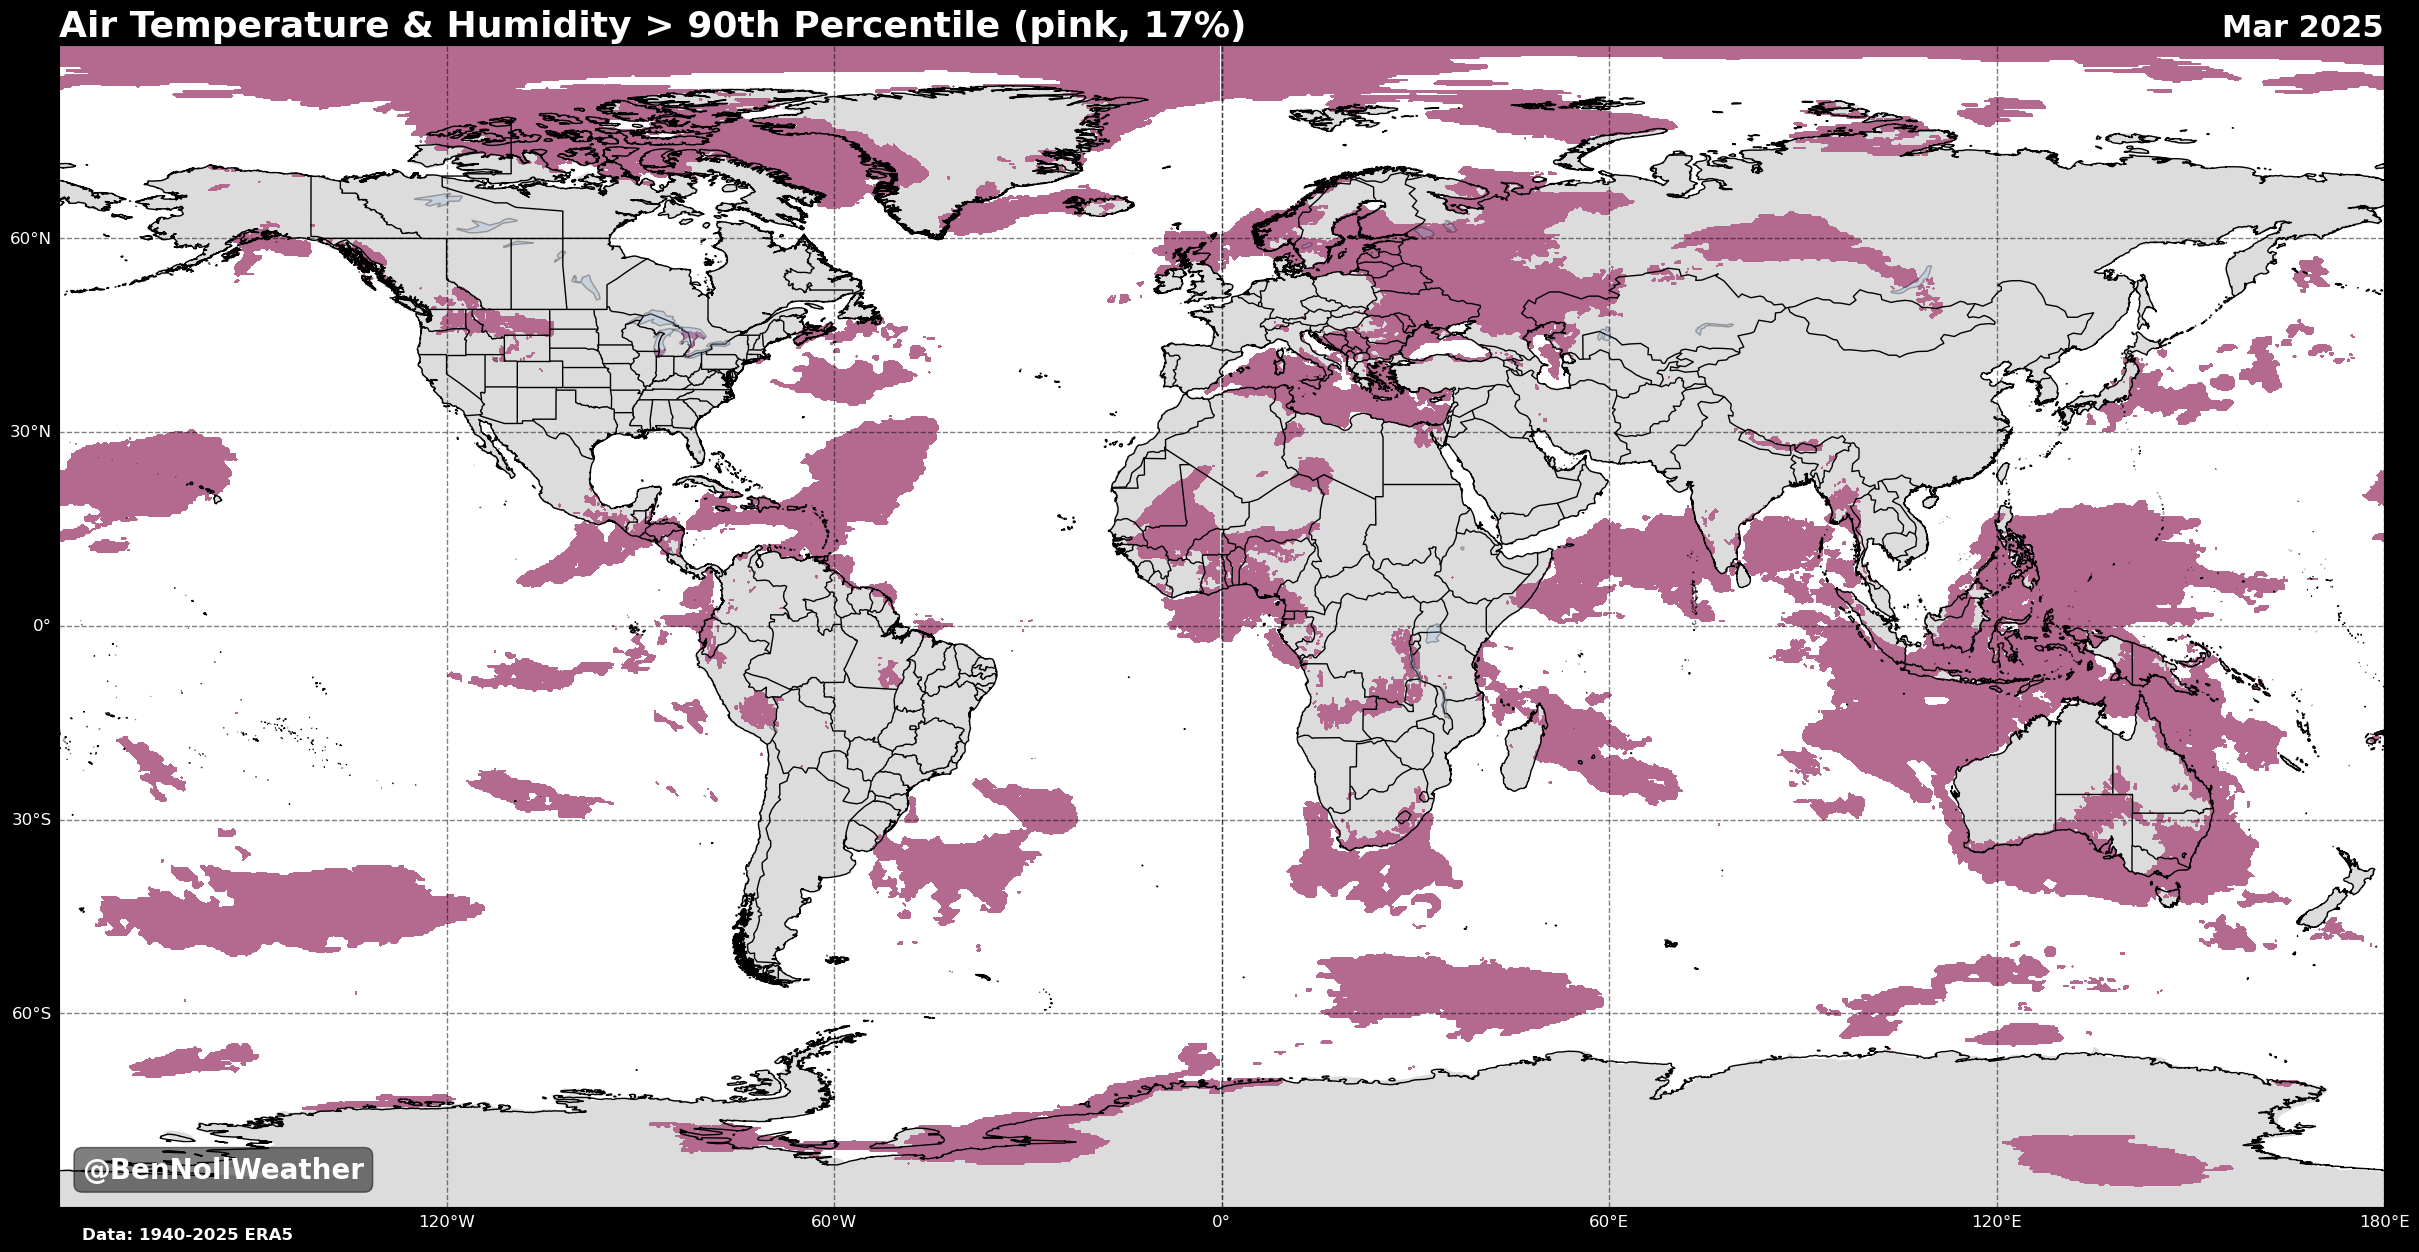 Air Temperature & Humidity > 90th Percentile (pink, 17%)
Mar 2025
60°N
30°N
0°
30°S
60°S
@BenNollWeather
120°W
60°W
0°
60°E
120°E
180°E
Data: 1940-2025 ERA5